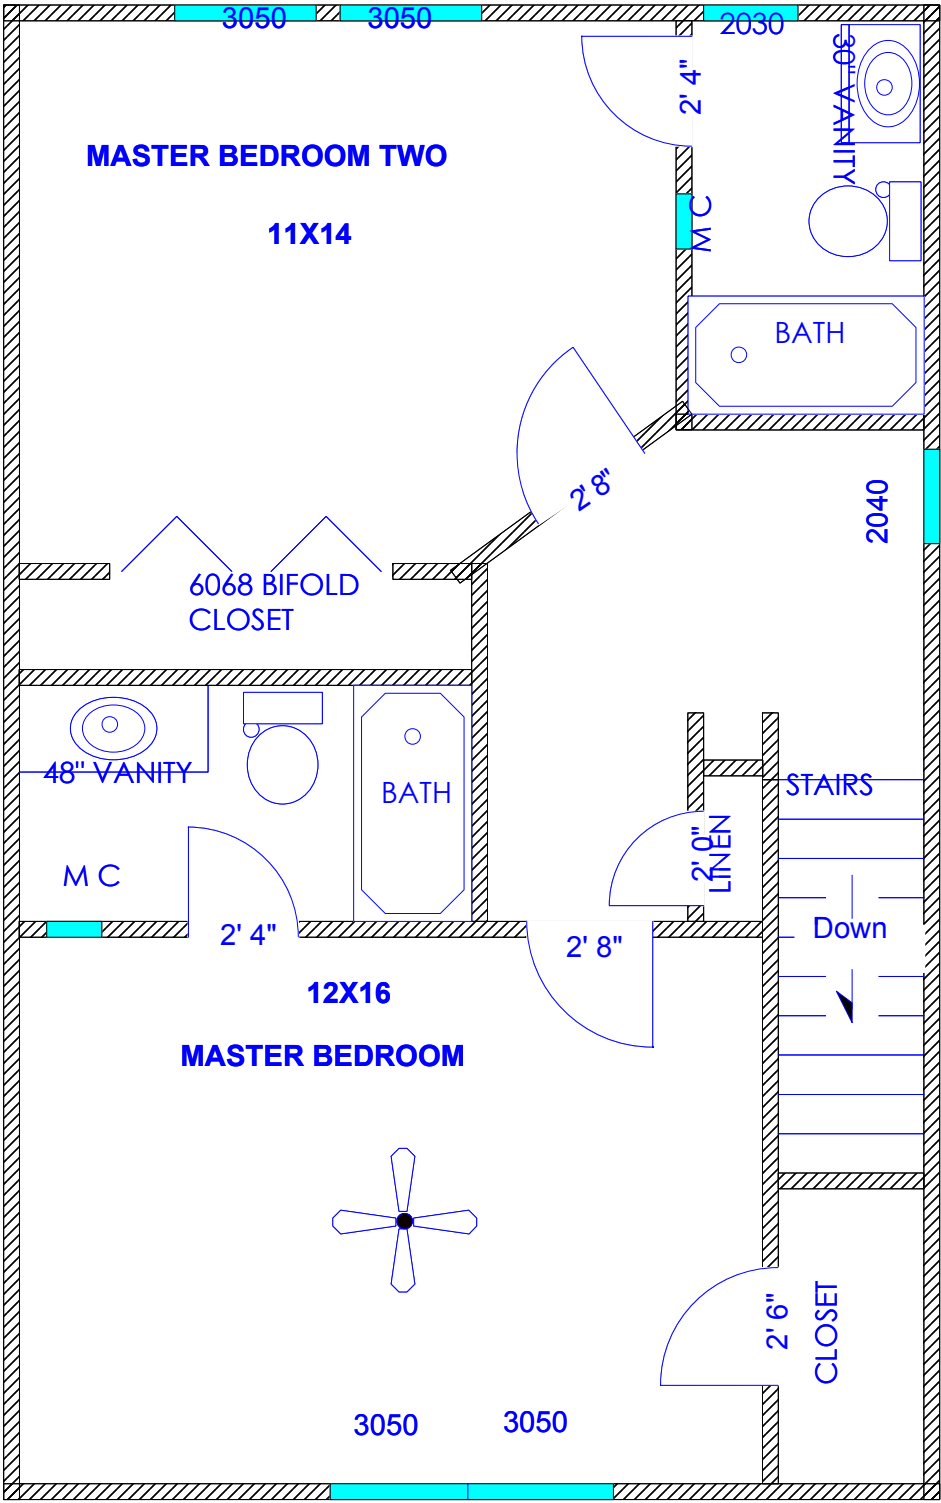 3050
3050
2030
30" VANITY
2' 4"
MASTER BEDROOM TWO
11X14
M C
BATH
2' 8"
2040
6068 BIFOLD
CLOSET
48" VANITY
BATH
STAIRS
2' 0"
LINEN
M C
2' 4"
2' 8"
Down
12X16
MASTER BEDROOM
2' 6"
CLOSET
3050
3050